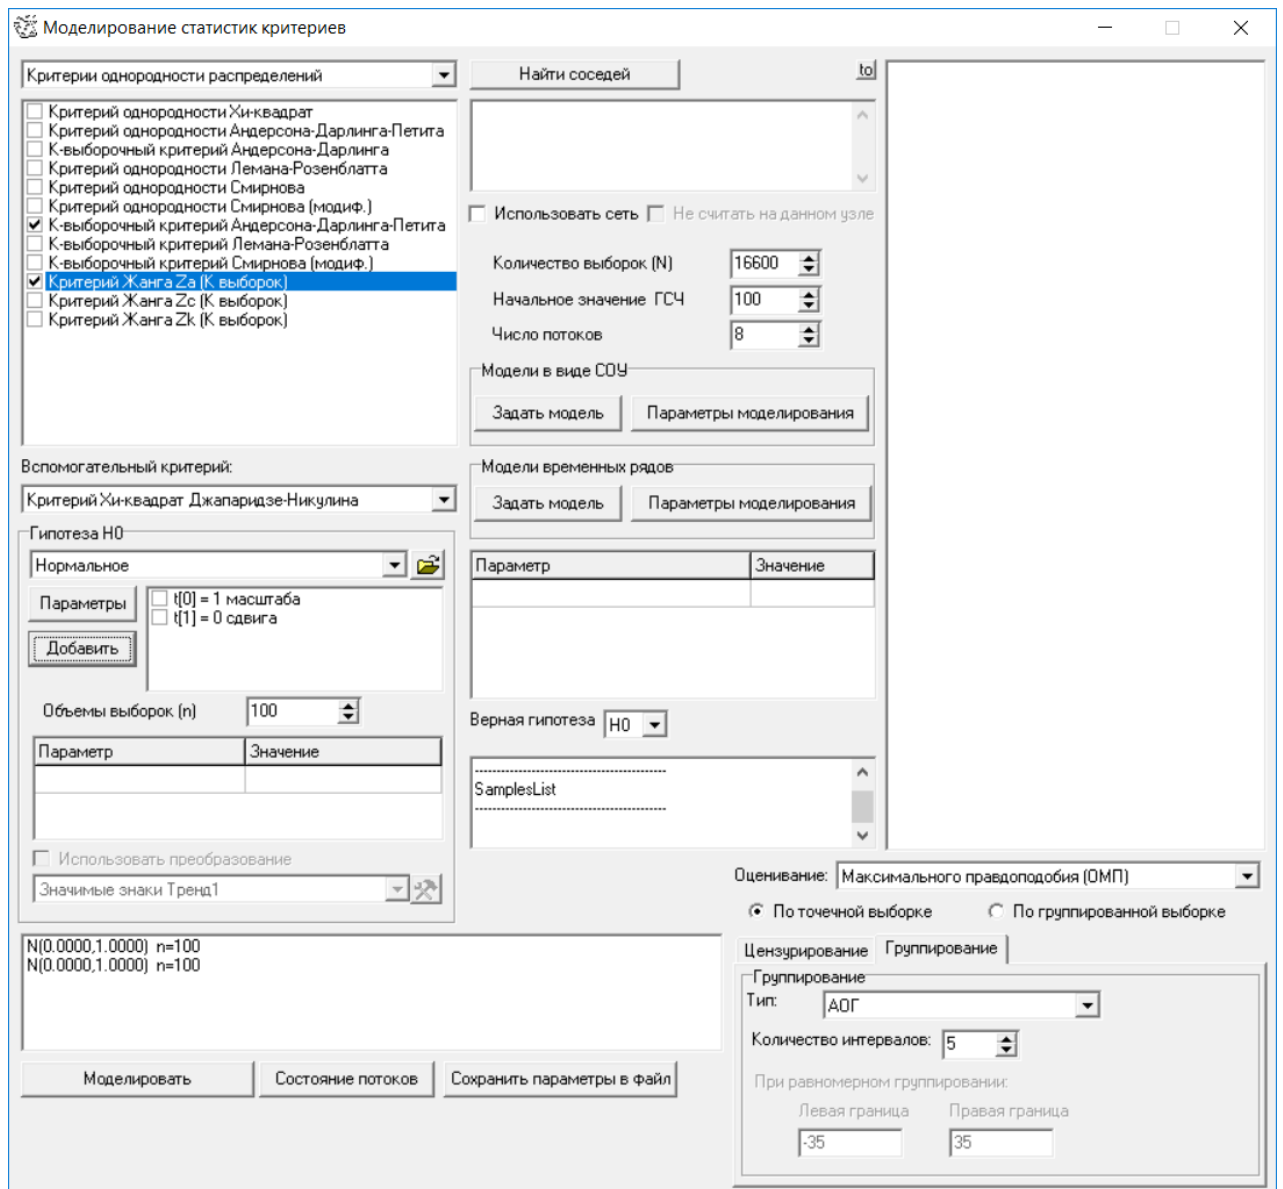 Моделирование статистик критериев
Критерии однородности распределений
Критерий однородности Хи-квадрат
Критерий однородности Андерсона-Дарлинга-Петита
К-выборочный критерий Андерсона-Дарлинга
Критерий однородности Лемана-Розенблатта
Критерий однородности Смирнова
Критерий однородности Смирнова (модиф.)
К-выборочный критерий Андерсона-Дарлинга-Петита
К-выборочный критерий Лемана-Розенблатта
К-выборочный критерий Смирнова (модиф.)
Критерий Жанга Za (К выборок)
Критерий Жанга Zc (К выборок)
Критерий Жанга Zk (К выборок)
Вспомогательный критерий:
Критерий Хи-квадрат Джапаридзе-Никулина
Гипотеза H0
Нормальное
Параметры
t[0] = 1 масштаба
t[1] = 0 сдвига
Добавить
Объемы выборок (n)
100
Параметр Значение
Использовать преобразование
Значимые знаки Тренд1
Найти соседей
to
Использовать сеть Не считать на данном узле
Количество выборок (N) 16600
Начальное значение ГСЧ 100
Число потоков 8
Модели в виде СОУ
Задать модель Параметры моделирования
Модели временных рядов
Задать модель Параметры моделирования
Параметр Значение
Верная гипотеза H0
-------------------------------------------
SamplesList
-------------------------------------------
Оценивание: Максимального правдоподобия (ОМП)
По точечной выборке По группированной выборке
N(0.0000,1.0000) n=100
N(0.0000,1.0000) n=100
Моделировать Состояние потоков Сохранить параметры в файл
Цензурирование Группирование
Группирование
Тип: АОГ
Количество интервалов: 5
При равномерном группировании:
Левая граница Правая граница
-35 35